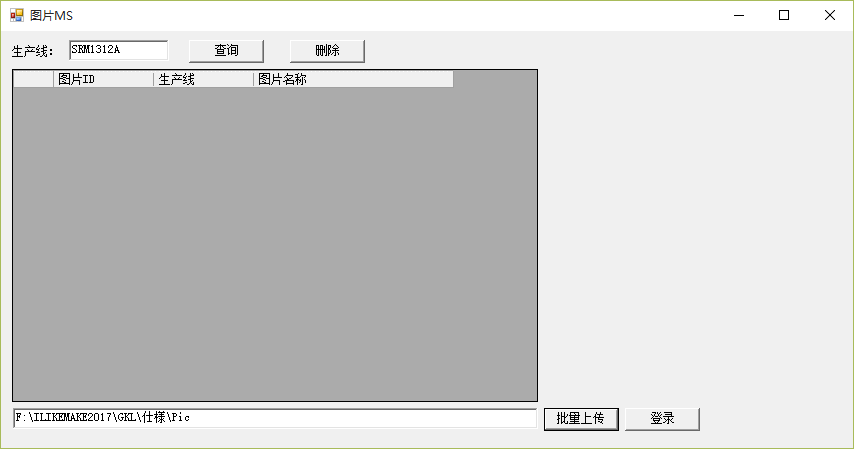 图片MS
生产线： SRM1312A 查询 删除
图片ID 生产线 图片名称
F:\ILIKEMAKE2017\GKL\仕様\Pic 批量上传 登录